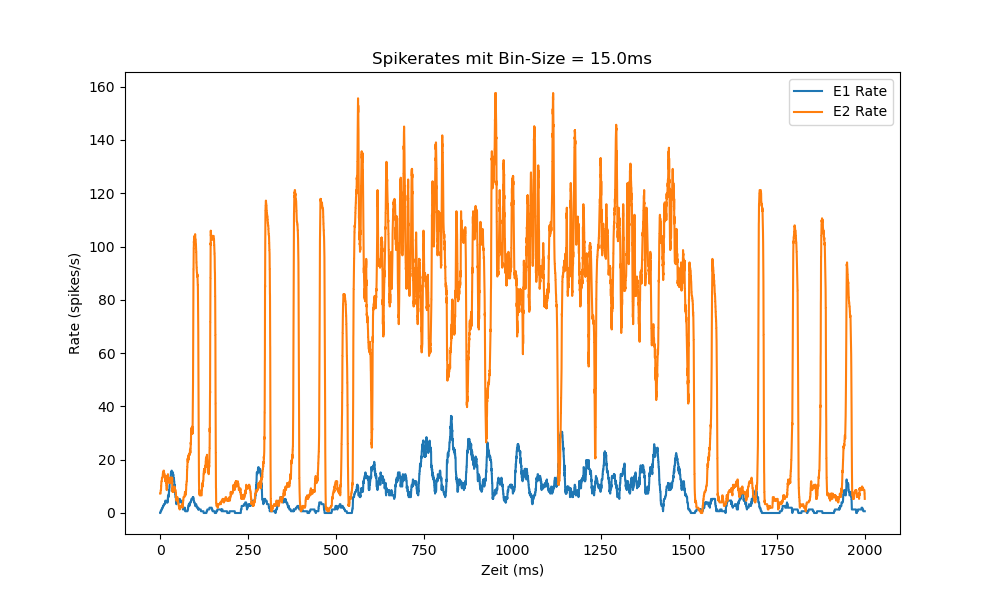 Spikerates mit Bin-Size = 15.0ms
E1 Rate
E2 Rate
Rate (spikes/s)
160
140
120
100
80
60
40
20
0
0 250 500 750 1000 1250 1500 1750 2000
Zeit (ms)